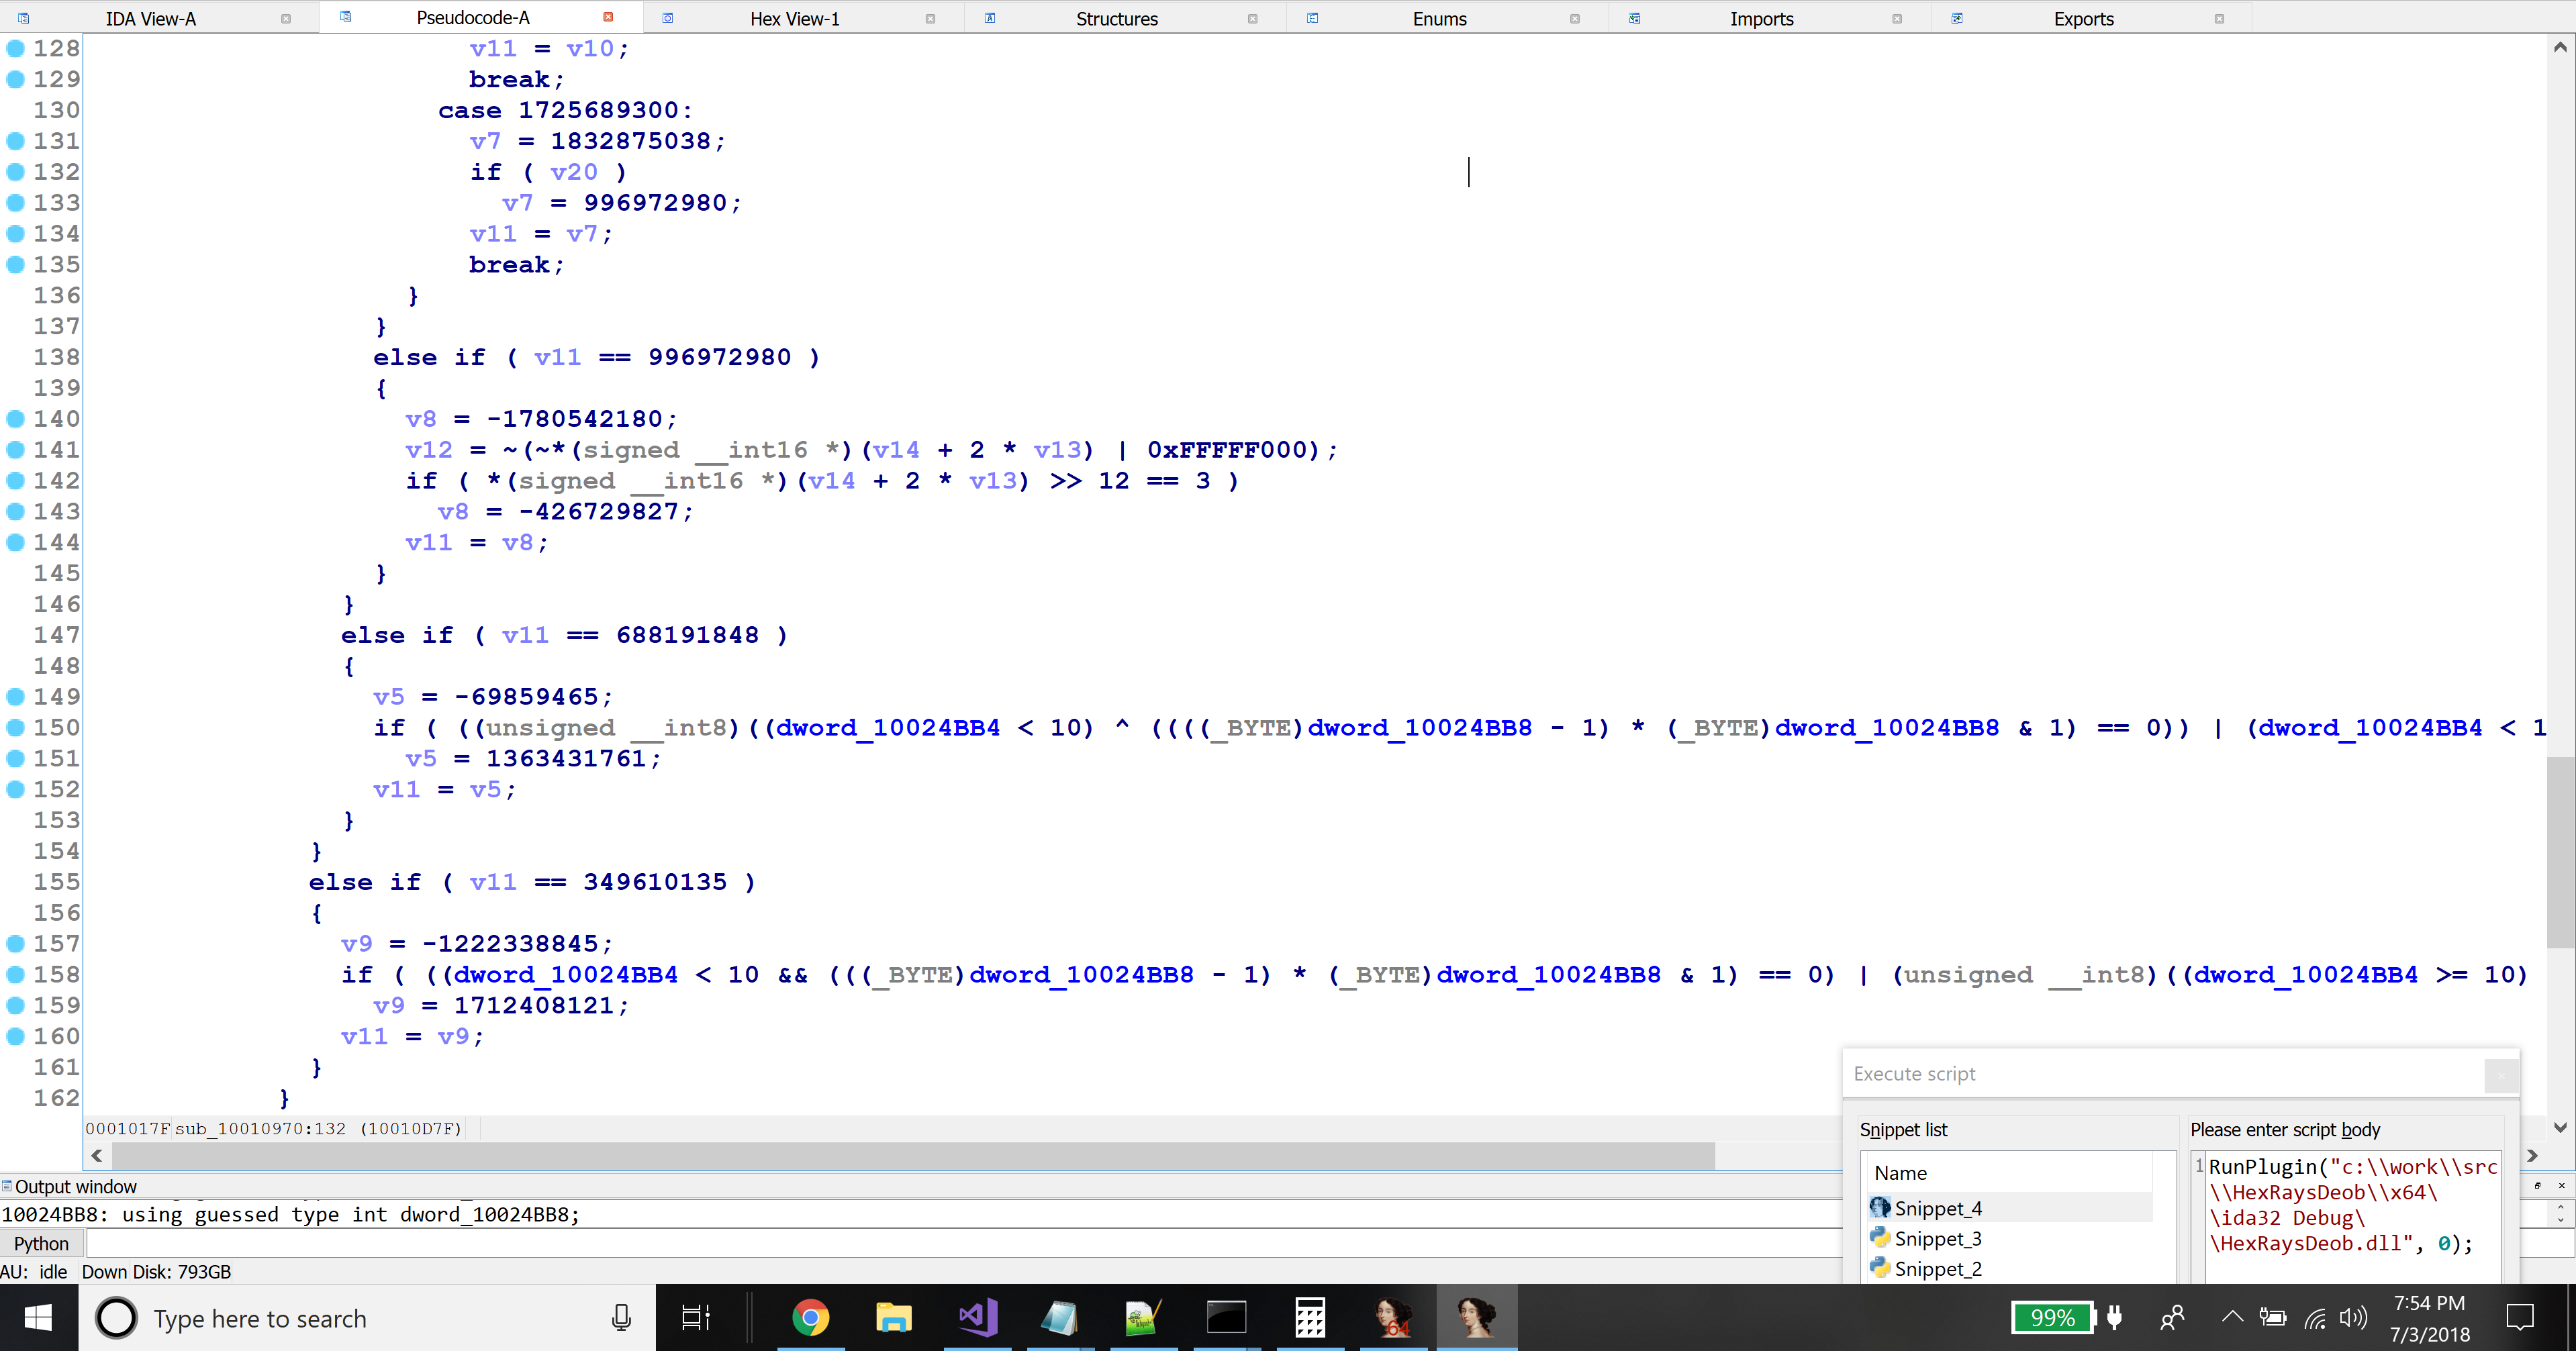 IDA View-A
Pseudocode-A
Hex View-1
Structures
Enums
Imports
Exports
128 v11 = v10;
129 break;
130 case 1725689300:
131 v7 = 1832875038;
132 if ( v20 )
133 v7 = 996972980;
134 v11 = v7;
135 break;
136 }
137 }
138 else if ( v11 == 996972980 )
139 {
140 v8 = -1780542180;
141 v12 = ~(~*(signed __int16 *)(v14 + 2 * v13) | 0xFFFFF000);
142 if ( *(signed __int16 *)(v14 + 2 * v13) >> 12 == 3 )
143 v8 = -426729827;
144 v11 = v8;
145 }
146 }
147 else if ( v11 == 688191848 )
148 {
149 v5 = -69859465;
150 if ( ((unsigned __int8)((dword_10024BB4 < 10) ^ ((((_BYTE)dword_10024BB8 - 1) * (_BYTE)dword_10024BB8 & 1) == 0)) | (dword_10024BB4 < 1
151 v5 = 1363431761;
152 v11 = v5;
153 }
154 }
155 else if ( v11 == 349610135 )
156 {
157 v9 = -1222338845;
158 if ( ((dword_10024BB4 < 10 && (((_BYTE)dword_10024BB8 - 1) * (_BYTE)dword_10024BB8 & 1) == 0) | (unsigned __int8)((dword_10024BB4 >= 10)
159 v9 = 1712408121;
160 v11 = v9;
161 }
162 }
0001017F sub_10010970:132 (10010D7F)
Execute script
Snippet list
Please enter script body
Name
Snippet_4
Snippet_3
Snippet_2
1 RunPlugin("c:\\work\\src
\\HexRaysDeob\\x64\
\ida32 Debug\
\HexRaysDeob.dll", 0);
Output window
10024BB8: using guessed type int dword_10024BB8;
Python
AU: idle Down Disk: 793GB
Type here to search
64
99%
7:54 PM
7/3/2018